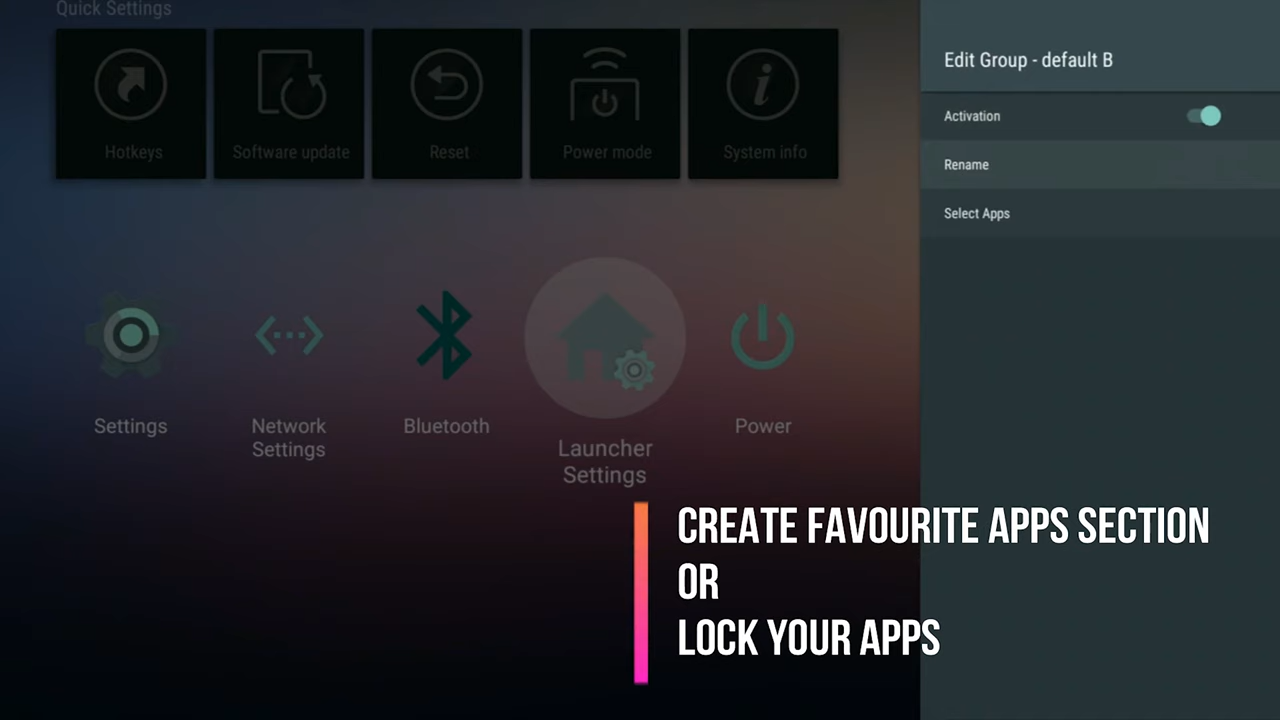 Quick Settings
Hotkeys
Software update
Reset
Power mode
System info
Settings
Network
Settings
Bluetooth
Launcher
Settings
Power
Edit Group - default B
Activation
Rename
Select Apps
CREATE FAVOURITE APPS SECTION
OR
LOCK YOUR APPS